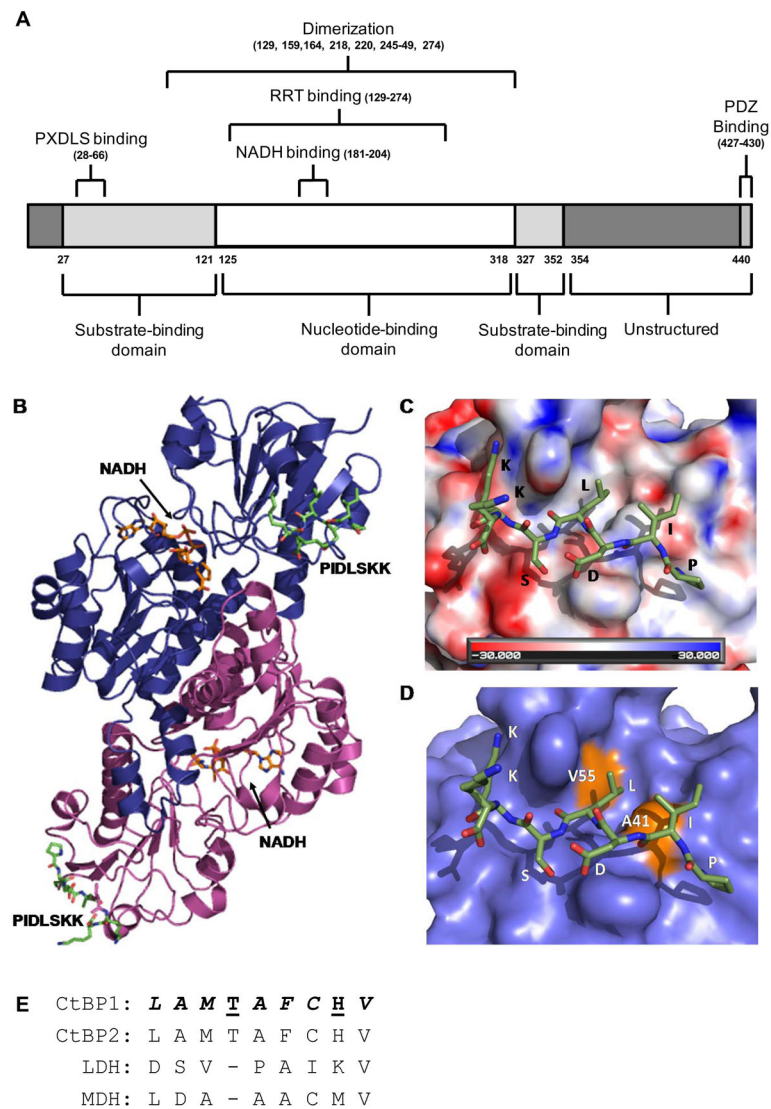 A
Dimerization
(129, 159,164, 218, 220, 245-49, 274)
RRT binding (129-274)
PDZ
Binding
(427-430)
PXDLS binding
(28-66)
NADH binding (181-204)
27 121 125 318 327 352 354 440
Substrate-binding
domain
Nucleotide-binding
domain
Substrate-binding
domain
Unstructured
B
NADH
PIDLSKK
NADH
PIDLSKK
C
K
K
L
I
P
S
D
-30.000 30.000
D
K
K
V55
L
A41
I
P
S
D
E
CtBP1: L A M T A F C H V
CtBP2: L A M T A F C H V
LDH: D S V - P A I K V
MDH: L D A - A A C M V